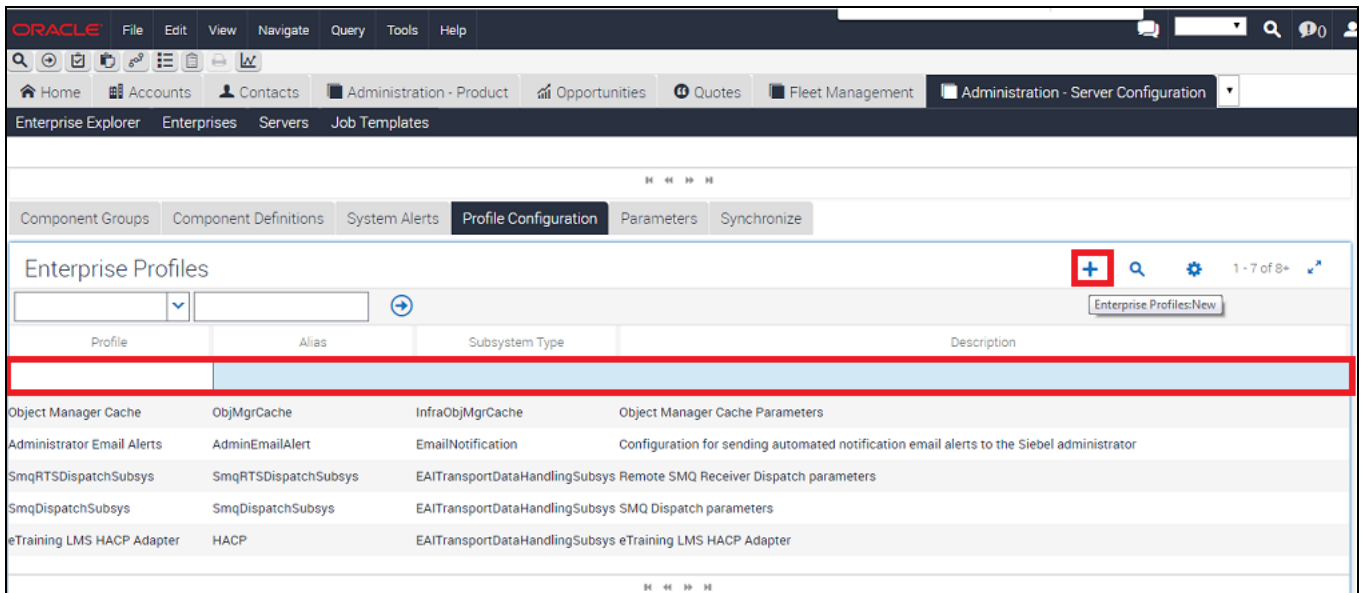 ORACLE File Edit View Navigate Query Tools Help 0
Home Accounts Contacts Administration - Product Opportunities Quotes Fleet Management Administration - Server Configuration
Enterprise Explorer Enterprises Servers Job Templates
Component Groups Component Definitions System Alerts Profile Configuration Parameters Synchronize
Enterprise Profiles 1 - 7 of 8+
Enterprise Profiles:New
Profile Alias Subsystem Type Description
Object Manager Cache ObjMgrCache InfraObjMgrCache Object Manager Cache Parameters
Administrator Email Alerts AdminEmailAlert EmailNotification Configuration for sending automated notification email alerts to the Siebel administrator
SmqRTSDispatchSubsys SmqRTSDispatchSubsys EAITransportDataHandlingSubsys Remote SMQ Receiver Dispatch parameters
SmqDispatchSubsys SmqDispatchSubsys EAITransportDataHandlingSubsys SMQ Dispatch parameters
eTraining LMS HACP Adapter HACP EAITransportDataHandlingSubsys eTraining LMS HACP Adapter